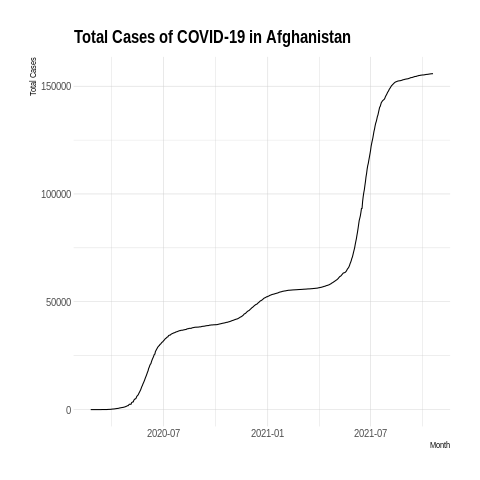 Total Cases of COVID-19 in Afghanistan
Total Cases
150000
100000
50000
0
2020-07
2021-01
2021-07
Month